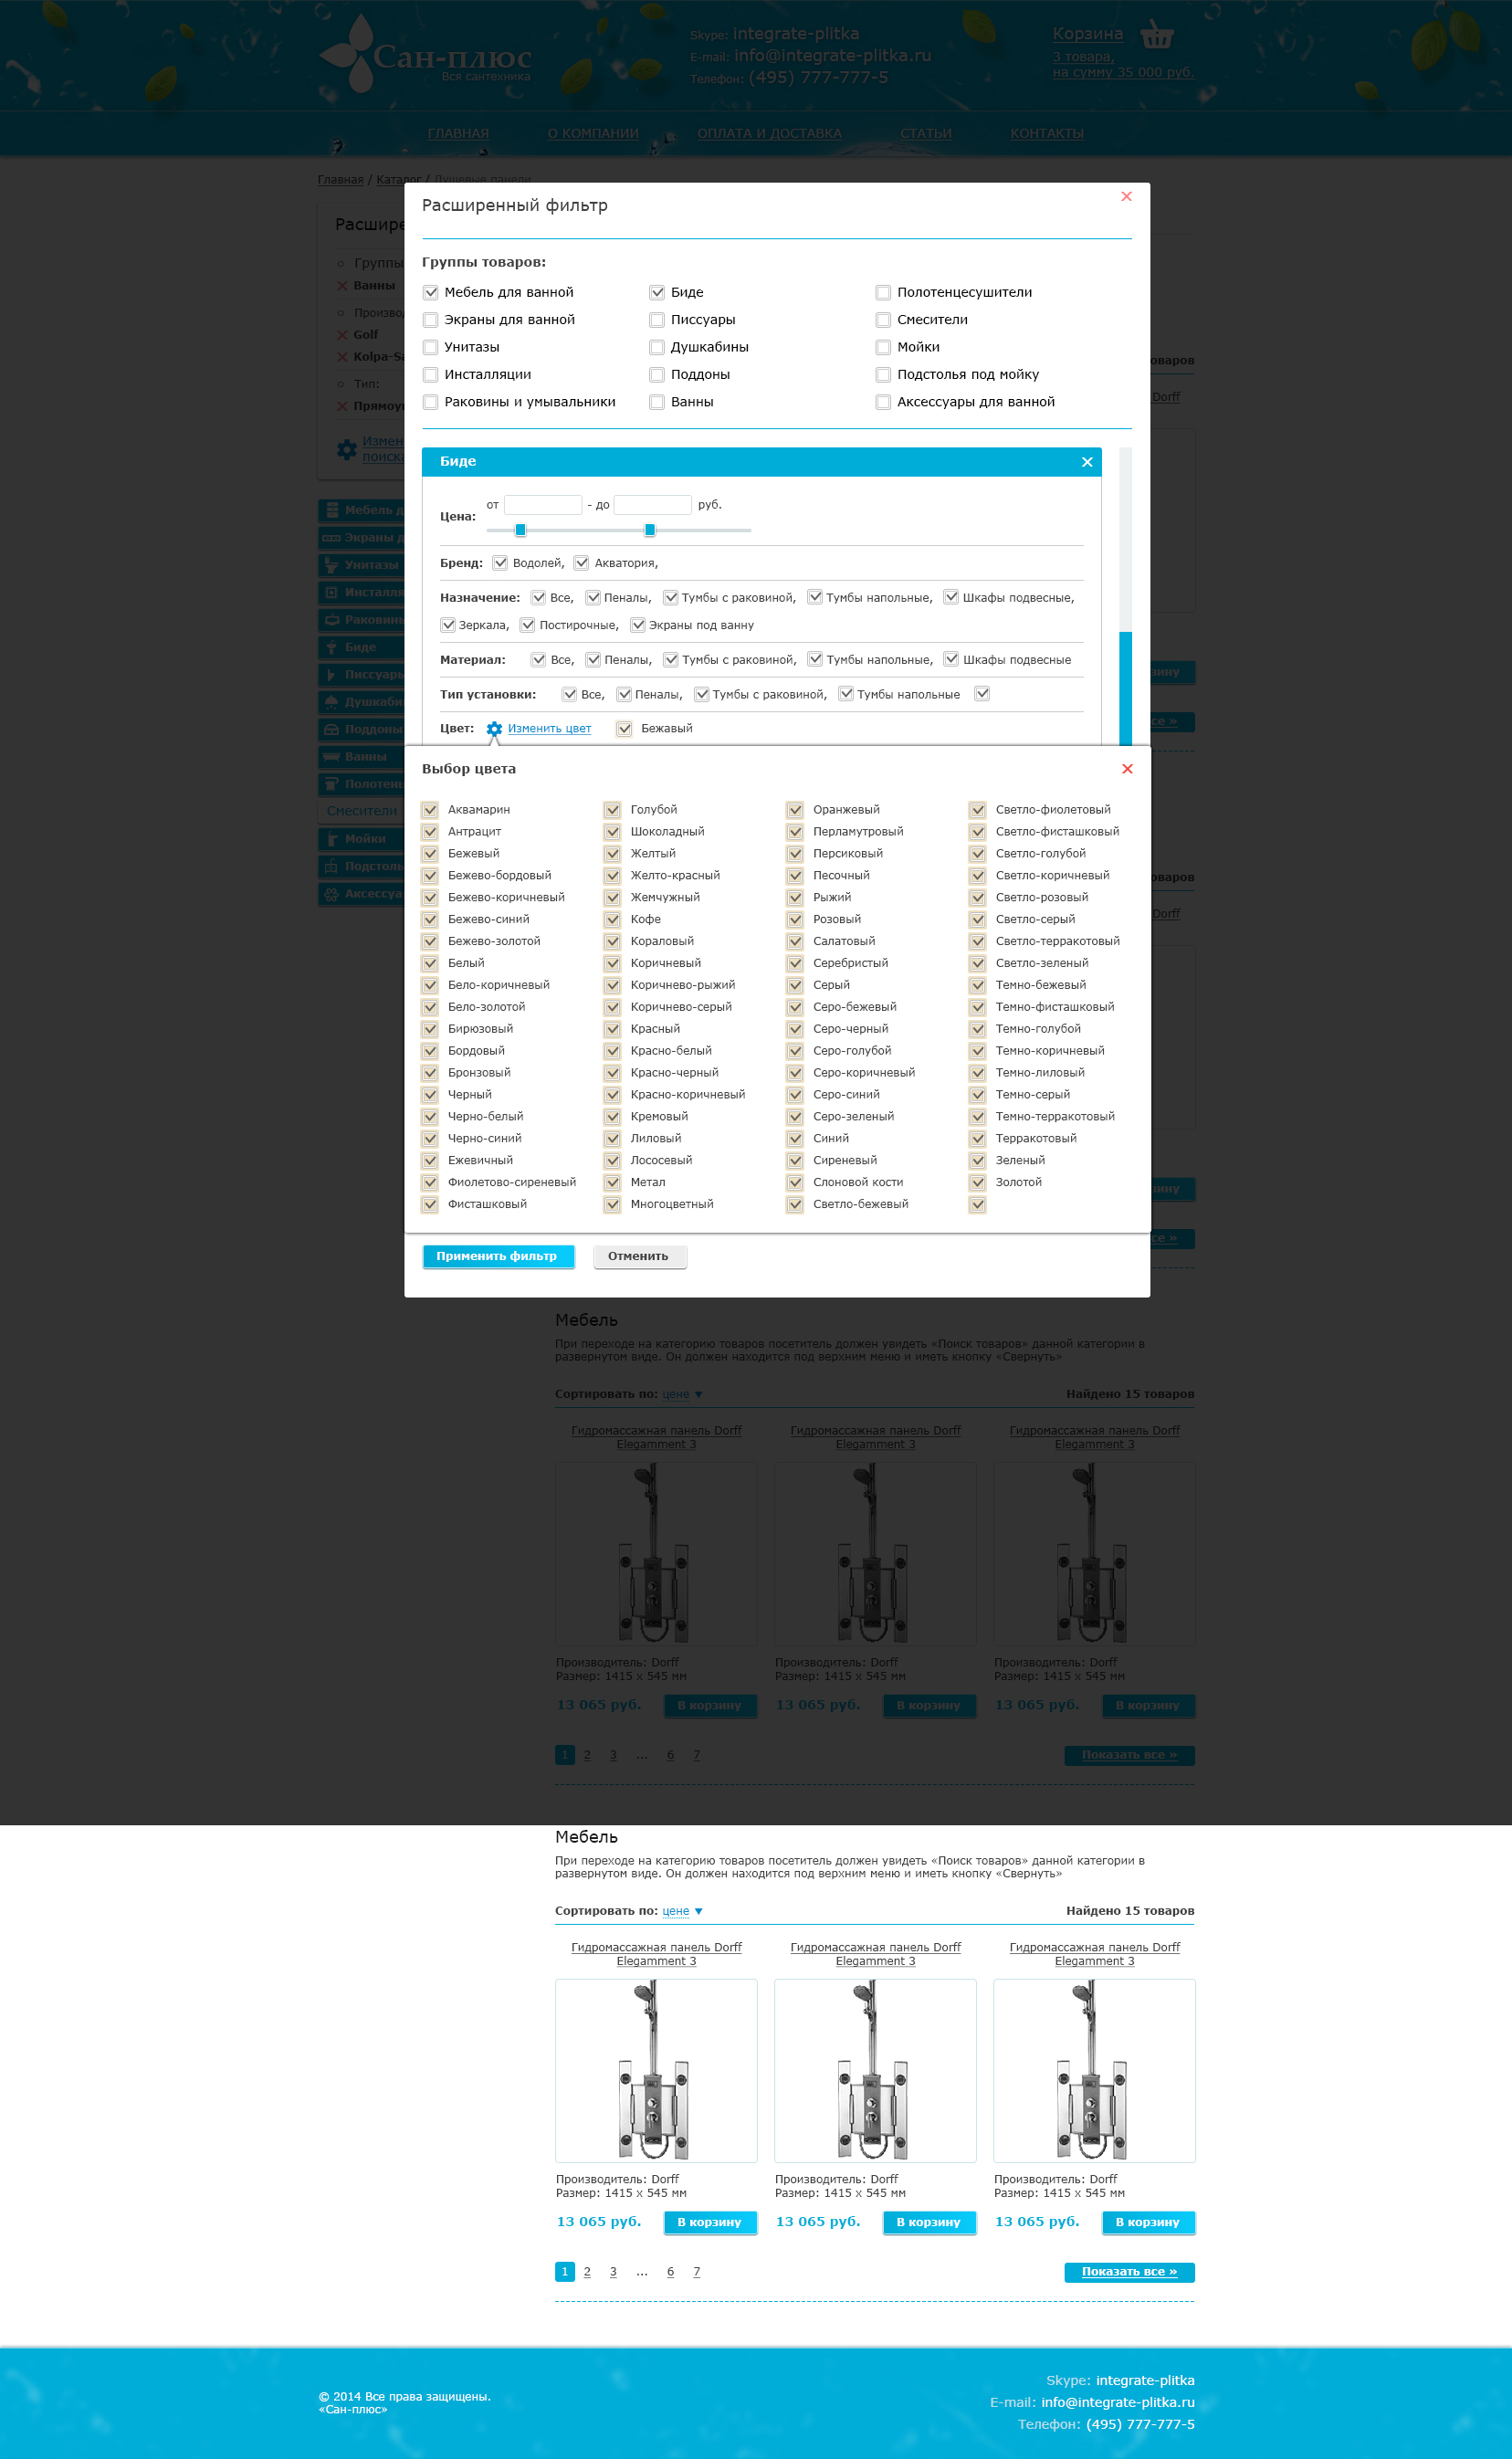 Сан-плюс
Вся сантехника
Skype: integrate-plitka
E-mail: info@integrate-plitka.ru
Телефон: (495) 777-777-5
Корзина
3 товара,
на сумму 35 000 руб.
ГЛАВНАЯ О КОМПАНИИ ОПЛАТА И ДОСТАВКА СТАТЬИ КОНТАКТЫ
Главная / Каталог / Душевые панели
Расшире
Группы
Ванны
Производ
Golf
Kolpa-Sa
Тип:
Прямоу
Измен
поиска
Мебель д
Экраны д
Унитазы
Инсталля
Раковины
Биде
Писсуары
Душкаби
Поддоны
Ванны
Полотенц
Смесители
Мойки
Подстоль
Аксессуа
Расширенный фильтр
Группы товаров:
Мебель для ванной Биде Полотенцесушители
Экраны для ванной Писсуары Смесители
Унитазы Душкабины Мойки
Инсталляции Поддоны Подстолья под мойку
Раковины и умывальники Ванны Аксессуары для ванной
Биде
Цена: от - до руб.
Бренд: Водолей, Акватория,
Назначение: Все, Пеналы, Тумбы с раковиной, Тумбы напольные, Шкафы подвесные,
Зеркала, Постирочные, Экраны под ванну
Материал: Все, Пеналы, Тумбы с раковиной, Тумбы напольные, Шкафы подвесные
Тип установки: Все, Пеналы, Тумбы с раковиной, Тумбы напольные
Цвет: Изменить цвет Бежавый
Выбор цвета
Аквамарин Голубой Оранжевый Светло-фиолетовый
Антрацит Шоколадный Перламутровый Светло-фисташковый
Бежевый Желтый Персиковый Светло-голубой
Бежево-бордовый Желто-красный Песочный Светло-коричневый
Бежево-коричневый Жемчужный Рыжий Светло-розовый
Бежево-синий Кофе Розовый Светло-серый
Бежево-золотой Кораловый Салатовый Светло-терракотовый
Белый Коричневый Серебристый Светло-зеленый
Бело-коричневый Коричнево-рыжий Серый Темно-бежевый
Бело-золотой Коричнево-серый Серо-бежевый Темно-фисташковый
Бирюзовый Красный Серо-черный Темно-голубой
Бордовый Красно-белый Серо-голубой Темно-коричневый
Бронзовый Красно-черный Серо-коричневый Темно-лиловый
Черный Красно-коричневый Серо-синий Темно-серый
Черно-белый Кремовый Серо-зеленый Темно-терракотовый
Черно-синий Лиловый Синий Терракотовый
Ежевичный Лососевый Сиреневый Зеленый
Фиолетово-сиреневый Метал Слоновой кости Золотой
Фисташковый Многоцветный Светло-бежевый
Применить фильтр Отменить
оваров
Dorff
зину
се »
оваров
Dorff
зину
се »
Мебель
При переходе на категорию товаров посетитель должен увидеть «Поиск товаров» данной категории в
развернутом виде. Он должен находится под верхним меню и иметь кнопку «Свернуть»
Сортировать по: цене Найдено 15 товаров
Гидромассажная панель Dorff Гидромассажная панель Dorff Гидромассажная панель Dorff
Elegamment 3 Elegamment 3 Elegamment 3
Производитель: Dorff Производитель: Dorff Производитель: Dorff
Размер: 1415 x 545 мм Размер: 1415 x 545 мм Размер: 1415 x 545 мм
13 065 руб. В корзину 13 065 руб. В корзину 13 065 руб. В корзину
1 2 3 ... 6 7 Показать все »
Мебель
При переходе на категорию товаров посетитель должен увидеть «Поиск товаров» данной категории в
развернутом виде. Он должен находится под верхним меню и иметь кнопку «Свернуть»
Сортировать по: цене Найдено 15 товаров
Гидромассажная панель Dorff Гидромассажная панель Dorff Гидромассажная панель Dorff
Elegamment 3 Elegamment 3 Elegamment 3
Производитель: Dorff Производитель: Dorff Производитель: Dorff
Размер: 1415 x 545 мм Размер: 1415 x 545 мм Размер: 1415 x 545 мм
13 065 руб. В корзину 13 065 руб. В корзину 13 065 руб. В корзину
1 2 3 ... 6 7 Показать все »
© 2014 Все права защищены.
«Сан-плюс»
Skype: integrate-plitka
E-mail: info@integrate-plitka.ru
Телефон: (495) 777-777-5